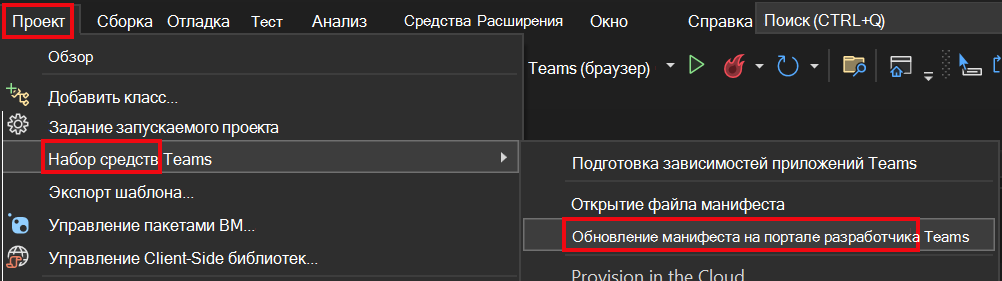 Проект Сборка Отладка Тест Анализ Средства Расширения Окно Справка Поиск (CTRL+Q)
Обзор
Teams (браузер)
Добавить класс...
Задание запускаемого проекта
Набор средств Teams
Подготовка зависимостей приложений Teams
Экспорт шаблона...
Открытие файла манифеста
Управление пакетами ВМ...
Обновление манифеста на портале разработчика Teams
Управление Client-Side библиотек...
Provision in the Cloud